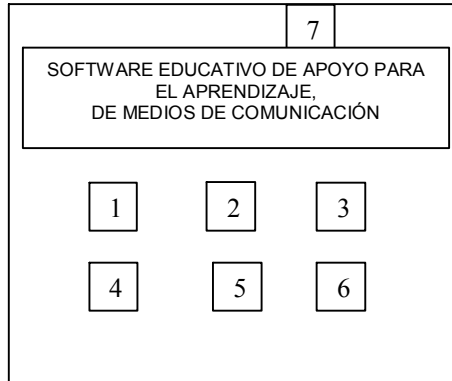 7
SOFTWARE EDUCATIVO DE APOYO PARA
EL APRENDIZAJE,
DE MEDIOS DE COMUNICACIÓN
1 2 3
4 5 6